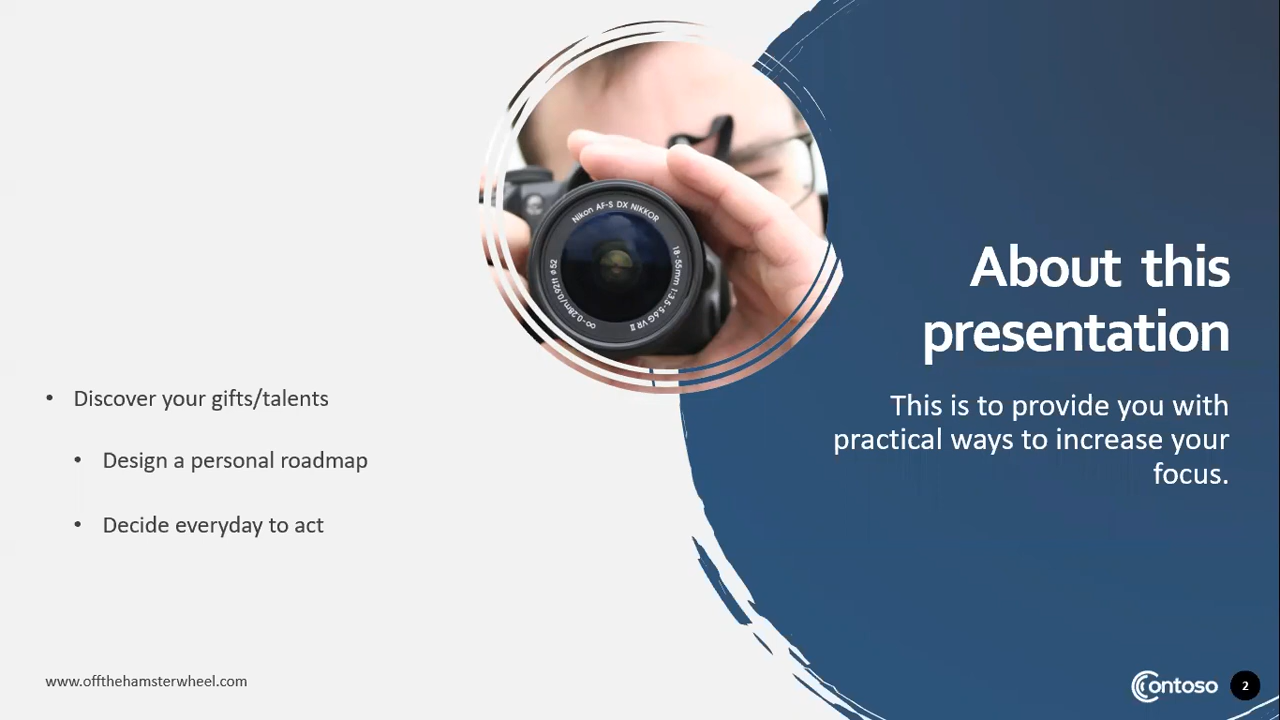 About this
presentation
This is to provide you with
practical ways to increase your
focus.
• Discover your gifts/talents
• Design a personal roadmap
• Decide everyday to act
Nikon AF-S DX NIKKOR
18-55mm 1:3.5-5.6G VR II
∞-0.28m/0.92ft ø52
www.offthehamsterwheel.com
Contoso
2